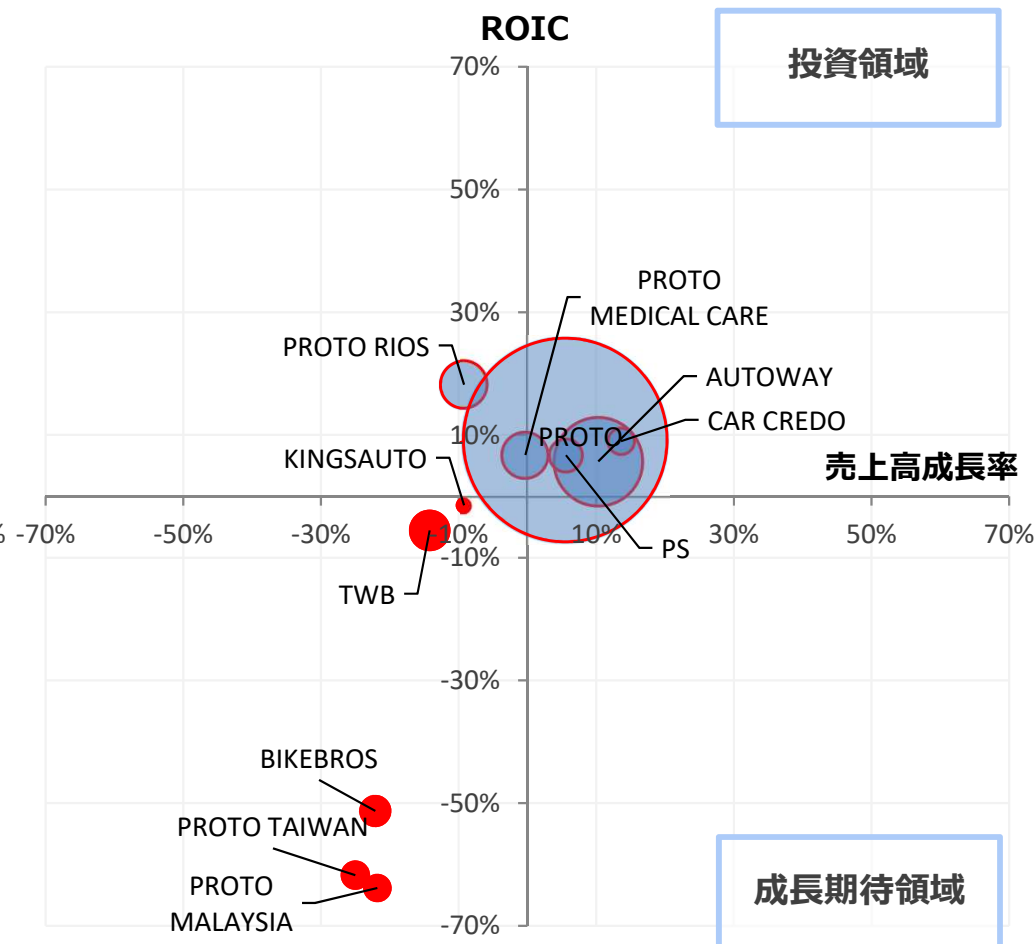 ROIC
投資領域
70%
50%
PROTO
MEDICAL CARE
30%
PROTO RIOS
AUTOWAY
CAR CREDO
10%
PROTO
KINGSAUTO
売上高成長率
% -70%
-50%
-30%
-10%
10%
30%
50%
70%
-10%
PS
TWB
-30%
BIKEBROS
-50%
PROTO TAIWAN
PROTO
MALAYSIA
-70%
成長期待領域